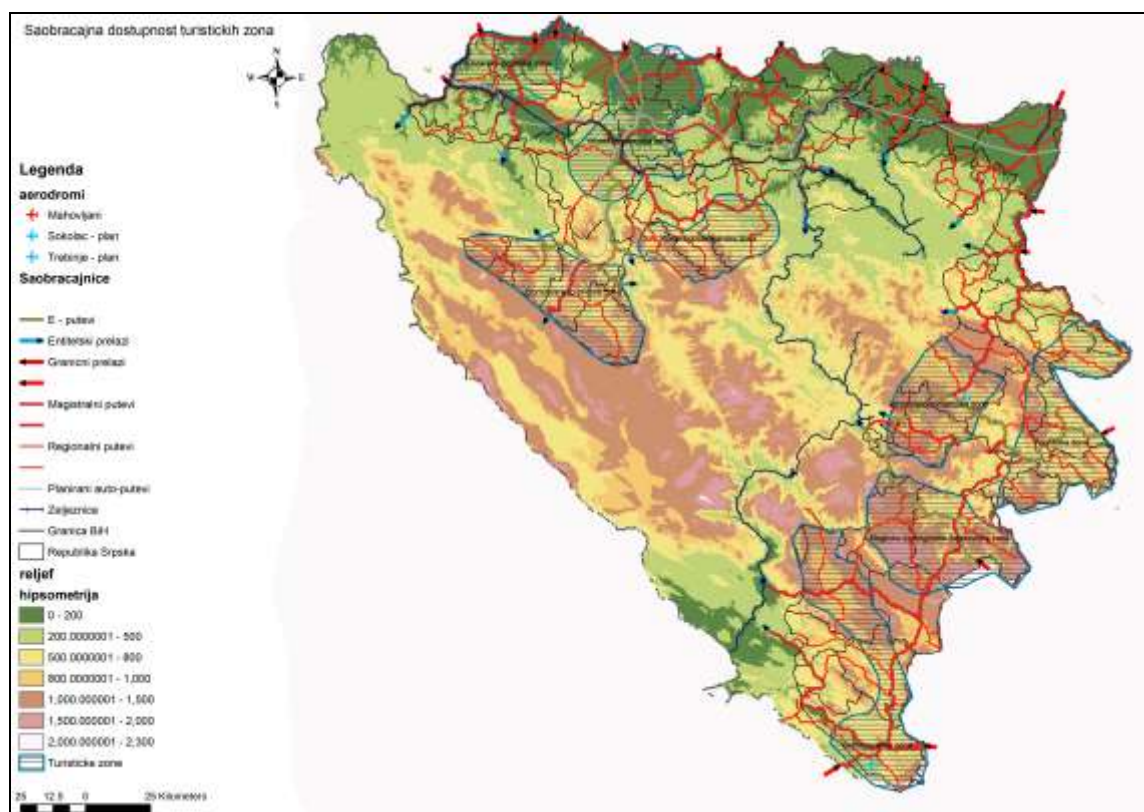 Saobracajna dostupnost turistickih zona
N
W
E
S
Legenda
aerodromi
Mahovljani
Sokolac - plan
Trebinje - plan
Saobracajnice
E - putevi
Entitetski prelazi
Granicni prelazi
Magistralni putevi
Regionalni putevi
Planirani auto-putevi
Zeljeznice
Granica BiH
Republika Srpska
reljef
hipsometrija
0 - 200
200.0000001 - 500
500.0000001 - 800
800.0000001 - 1,000
1,000.000001 - 1,500
1,500.000001 - 2,000
2,000.000001 - 2,300
Turisticke zone
25 12.5 0 25 Kilometers